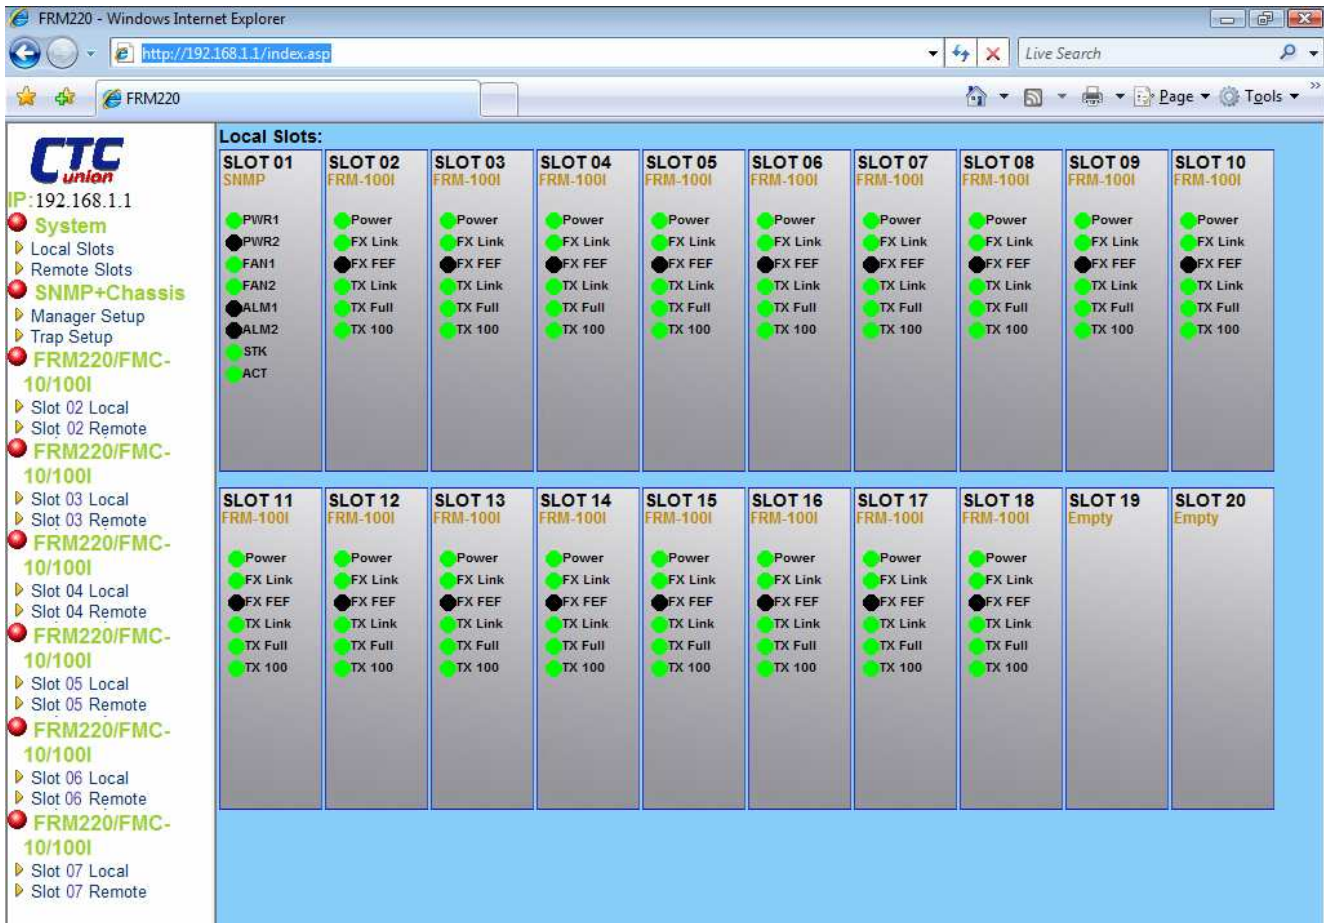 FRM220 - Windows Internet Explorer
http://192.168.1.1/index.asp
Live Search
FRM220
Page
Tools
CTC
union
IP:192.168.1.1
System
Local Slots
Remote Slots
SNMP+Chassis
Manager Setup
Trap Setup
FRM220/FMC-
10/100I
Slot 02 Local
Slot 02 Remote
FRM220/FMC-
10/100I
Slot 03 Local
Slot 03 Remote
FRM220/FMC-
10/100I
Slot 04 Local
Slot 04 Remote
FRM220/FMC-
10/100I
Slot 05 Local
Slot 05 Remote
FRM220/FMC-
10/100I
Slot 06 Local
Slot 06 Remote
FRM220/FMC-
10/100I
Slot 07 Local
Slot 07 Remote
Local Slots:
SLOT 01 SLOT 02 SLOT 03 SLOT 04 SLOT 05 SLOT 06 SLOT 07 SLOT 08 SLOT 09 SLOT 10
SNMP FRM-100I FRM-100I FRM-100I FRM-100I FRM-100I FRM-100I FRM-100I FRM-100I FRM-100I
PWR1 Power Power Power Power Power Power Power Power Power
PWR2 FX Link FX Link FX Link FX Link FX Link FX Link FX Link FX Link FX Link
FAN1 FX FEF FX FEF FX FEF FX FEF FX FEF FX FEF FX FEF FX FEF FX FEF
FAN2 TX Link TX Link TX Link TX Link TX Link TX Link TX Link TX Link TX Link
ALM1 TX Full TX Full TX Full TX Full TX Full TX Full TX Full TX Full TX Full
ALM2 TX 100 TX 100 TX 100 TX 100 TX 100 TX 100 TX 100 TX 100 TX 100
STK
ACT
SLOT 11 SLOT 12 SLOT 13 SLOT 14 SLOT 15 SLOT 16 SLOT 17 SLOT 18 SLOT 19 SLOT 20
FRM-100I FRM-100I FRM-100I FRM-100I FRM-100I FRM-100I FRM-100I FRM-100I Empty Empty
Power Power Power Power Power Power Power Power
FX Link FX Link FX Link FX Link FX Link FX Link FX Link FX Link
FX FEF FX FEF FX FEF FX FEF FX FEF FX FEF FX FEF FX FEF
TX Link TX Link TX Link TX Link TX Link TX Link TX Link TX Link
TX Full TX Full TX Full TX Full TX Full TX Full TX Full TX Full
TX 100 TX 100 TX 100 TX 100 TX 100 TX 100 TX 100 TX 100